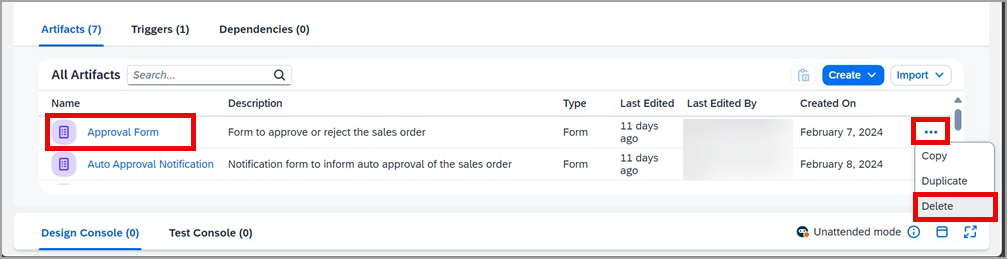 Artifacts (7) Triggers (1) Dependencies (0)
All Artifacts Search... Create Import
Name Description Type Last Edited Last Edited By Created On
Approval Form Form to approve or reject the sales order Form 11 days ago February 7, 2024 •••
Copy
Auto Approval Notification Notification form to inform auto approval of the sales order Form 11 days ago February 8, 2024
Duplicate
Delete
Design Console (0) Test Console (0) Unattended mode